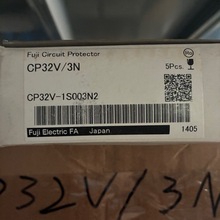 Fuji Circuit Protector
CP32V/3N
5Pcs.
CP32V-1S003N2
Fuji Electric FA Japan
1405
CP32V/3N